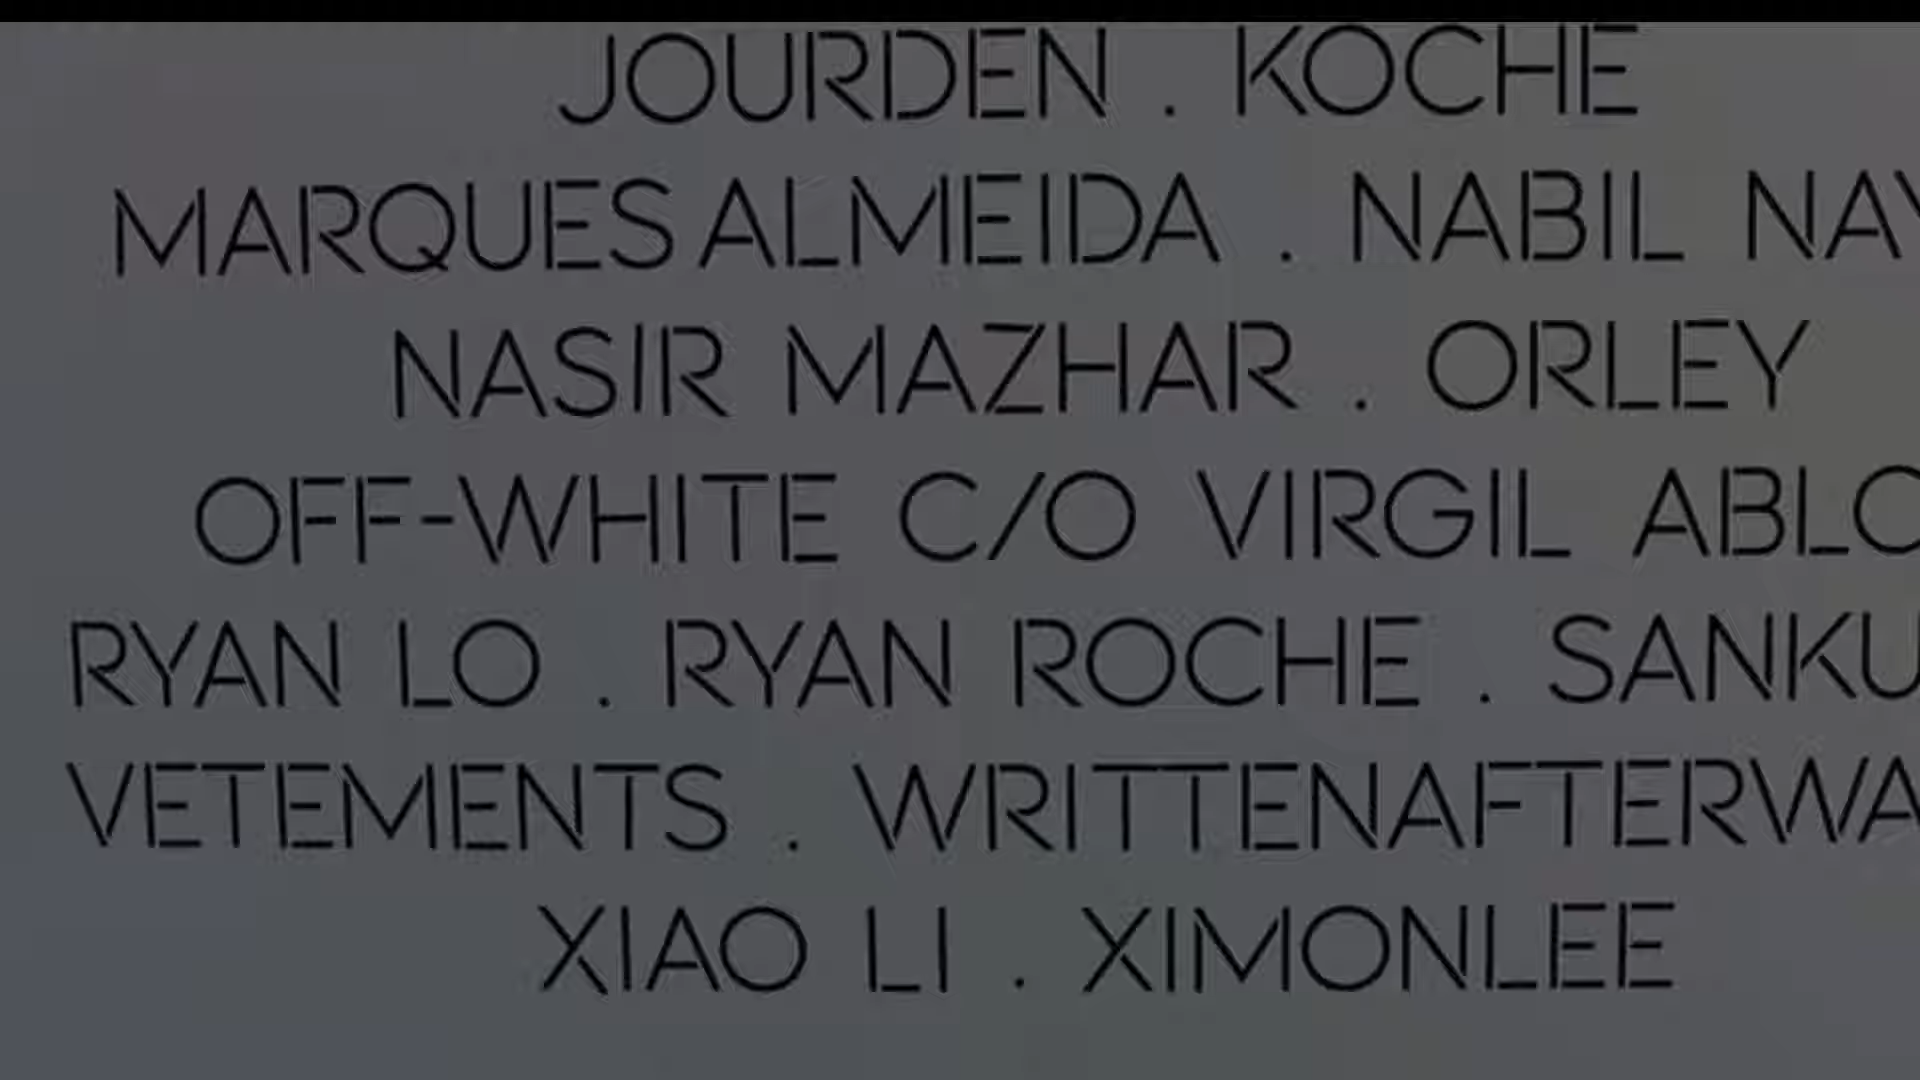 JOURDEN . KOCHE
MARQUES ALMEIDA . NABIL
NASIR MAZHAR . ORLEY
OFF-WHITE C/O VIRGIL
RYAN LO . RYAN ROCHE .
VETEMENTS .
XIAO LI . XIMONLEE